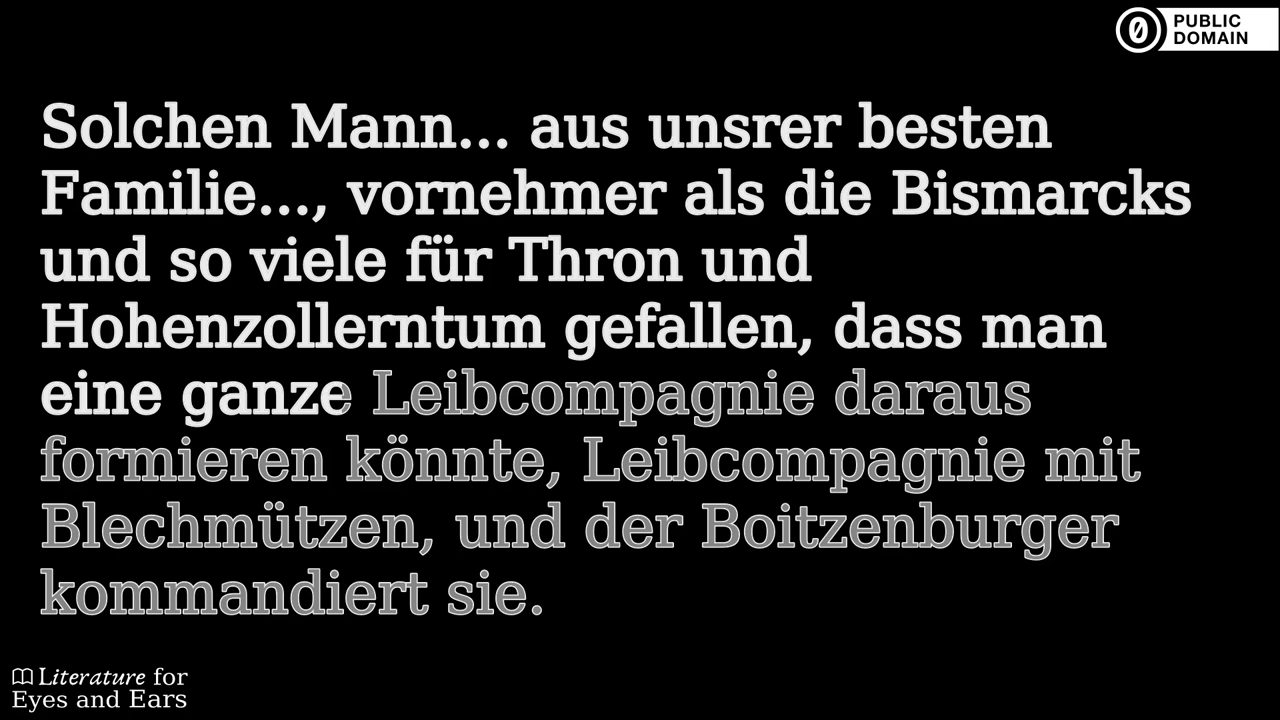 PUBLIC
DOMAIN
Solchen Mann... aus unsrer besten
Familie..., vornehmer als die Bismarcks
und so viele für Thron und
Hohenzollerntum gefallen, dass man
eine ganze Leibcompagnie daraus
formieren könnte, Leibcompagnie mit
Blechmützen, und der Boitzenburger
kommandiert sie.
Literature for
Eyes and Ears